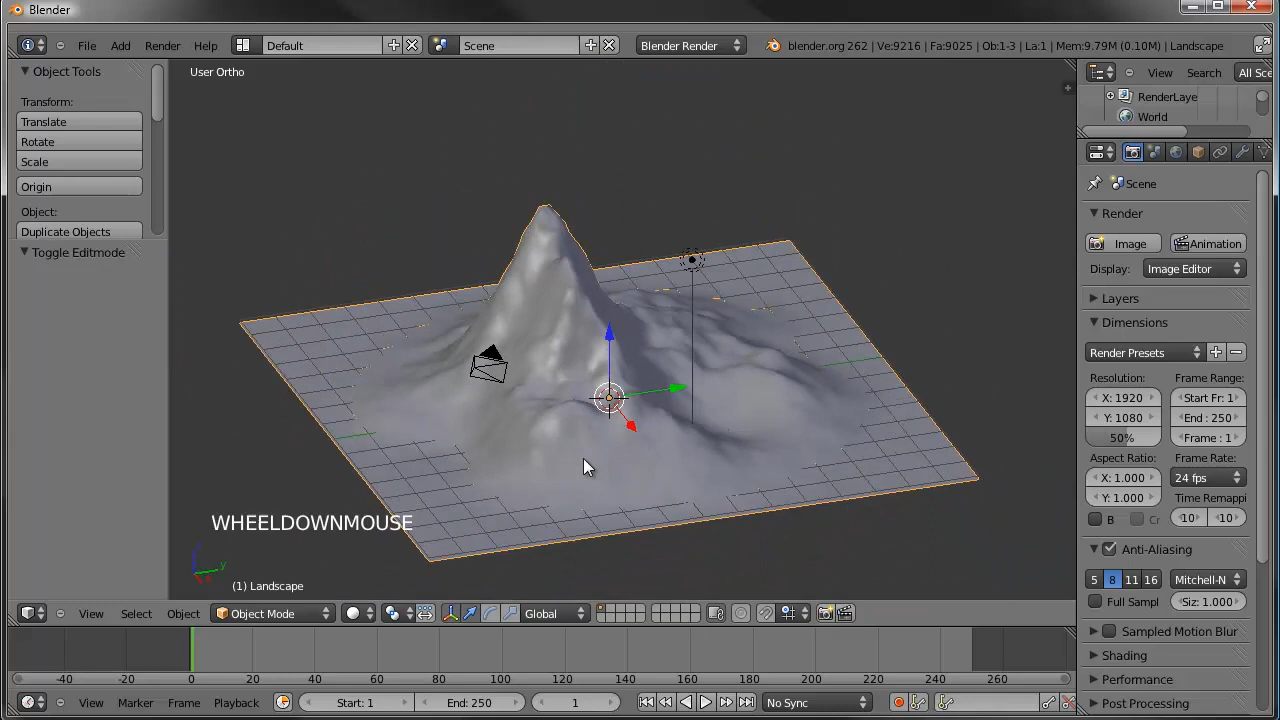 Blender
File Add Render Help Default Scene Blender Render blender.org 262 | Ve:9216 | Fa:9025 | Ob:1-3 | La:1 | Mem:9.79M (0.10M) | Landscape
Object Tools
Transform:
Translate
Rotate
Scale
Origin
Object:
Duplicate Objects
Toggle Editmode
User Ortho
WHEELDOWNMOUSE
y
(1) Landscape
View Select Object Object Mode Global
View Search All Sce
RenderLaye
World
Scene
Render
Image Animation
Display: Image Editor
Layers
Dimensions
Render Presets
Resolution: Frame Range:
X: 1920 Start Fr: 1
Y: 1080 End : 250
50% Frame : 1
Aspect Ratio: Frame Rate:
X: 1.000 24 fps
Y: 1.000 Time Remappi
B Cr 10 10
Anti-Aliasing
5 8 11 16 Mitchell-N
Full Sampl Siz: 1.000
Sampled Motion Blur
Shading
Performance
Post Processing
-40 -20 0 20 40 60 80 100 120 140 160 180 200 220 240 260
View Marker Frame Playback Start: End: 250 1 No Sync